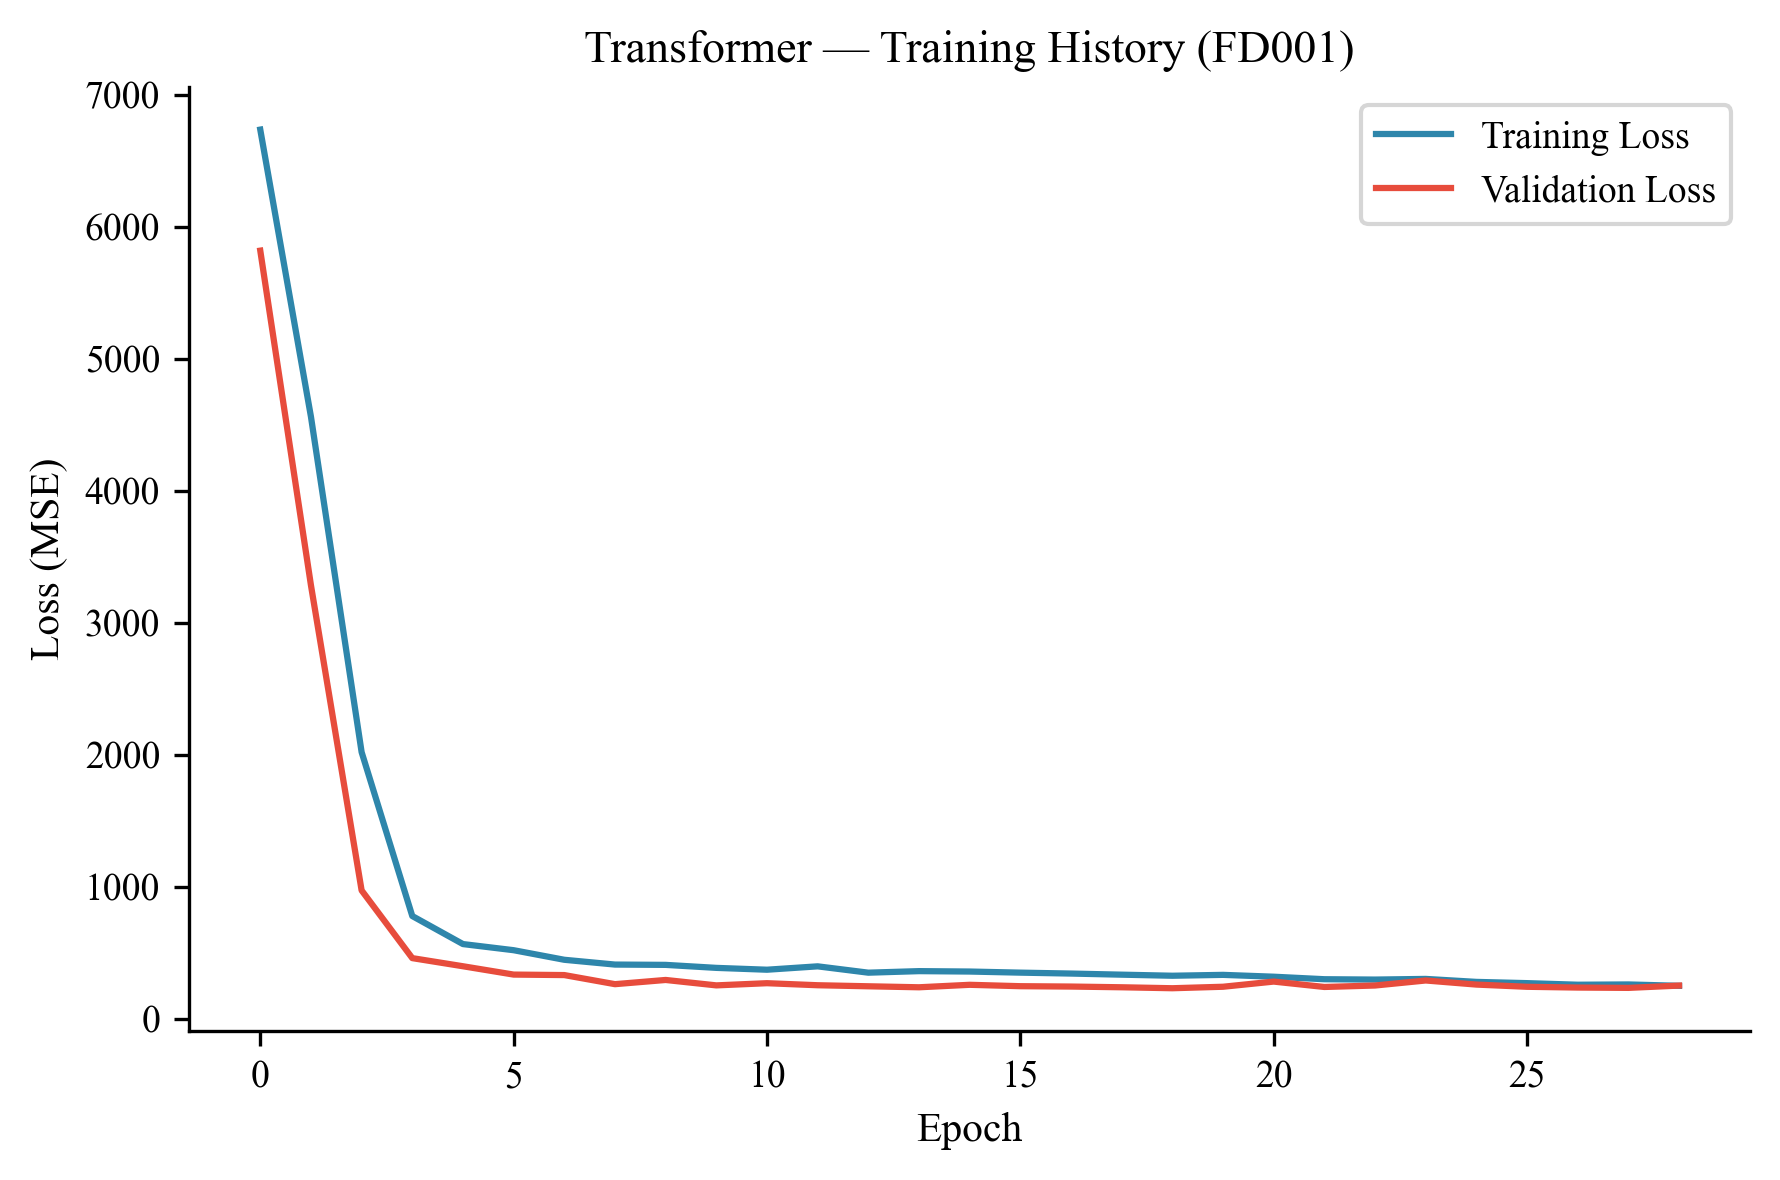 Transformer — Training History (FD001)
Training Loss
Validation Loss
Loss (MSE)
7000
6000
5000
4000
3000
2000
1000
0
0 5 10 15 20 25
Epoch